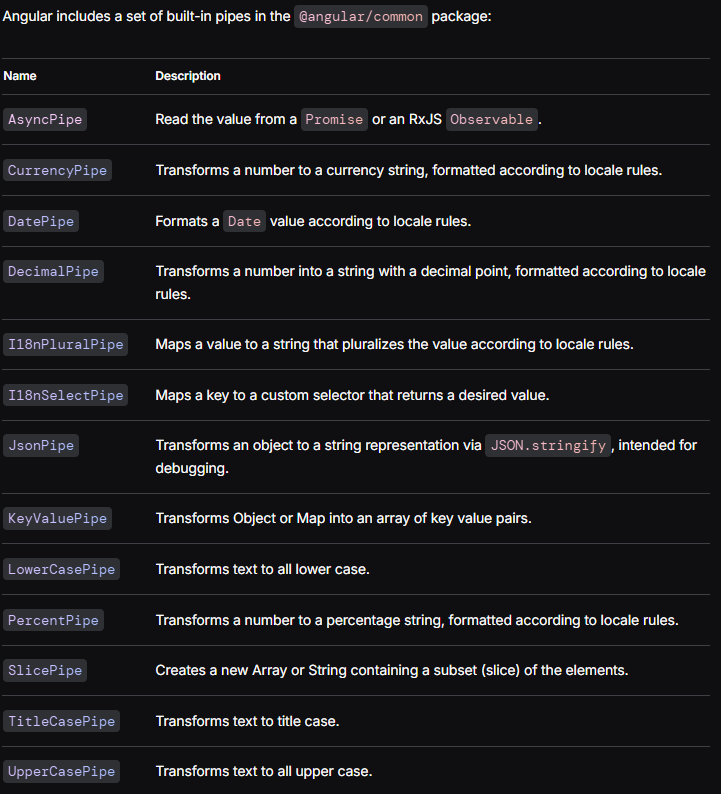 Angular includes a set of built-in pipes in the @angular/common package:
Name Description
AsyncPipe Read the value from a Promise or an RxJS Observable.
CurrencyPipe Transforms a number to a currency string, formatted according to locale rules.
DatePipe Formats a Date value according to locale rules.
DecimalPipe Transforms a number into a string with a decimal point, formatted according to locale
rules.
I18nPluralPipe Maps a value to a string that pluralizes the value according to locale rules.
I18nSelectPipe Maps a key to a custom selector that returns a desired value.
JsonPipe Transforms an object to a string representation via JSON.stringify, intended for
debugging.
KeyValuePipe Transforms Object or Map into an array of key value pairs.
LowerCasePipe Transforms text to all lower case.
PercentPipe Transforms a number to a percentage string, formatted according to locale rules.
SlicePipe Creates a new Array or String containing a subset (slice) of the elements.
TitleCasePipe Transforms text to title case.
UpperCasePipe Transforms text to all upper case.